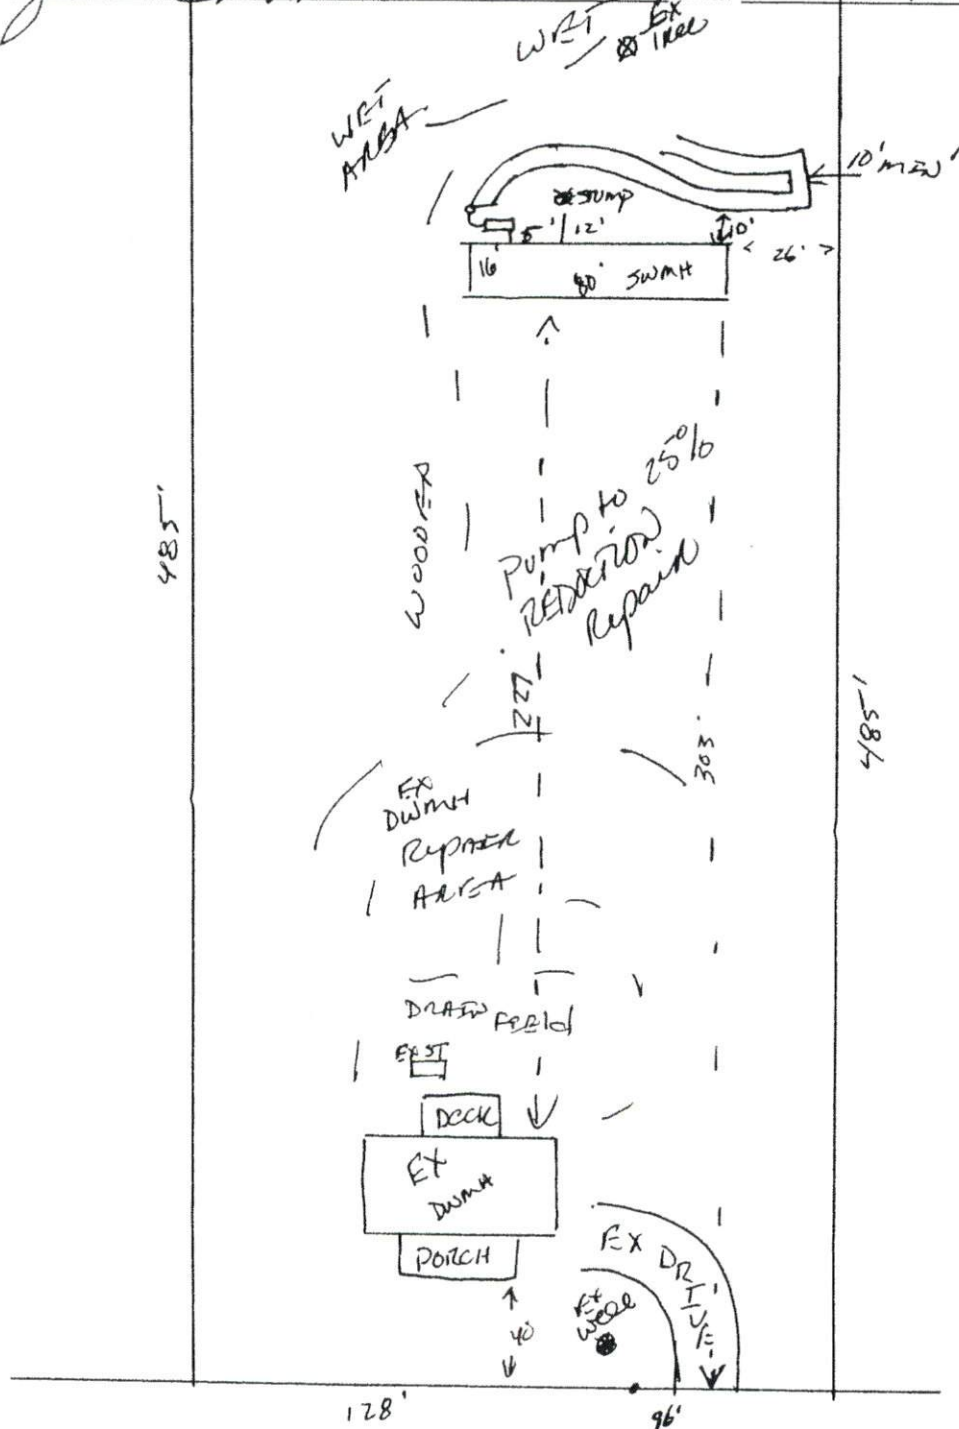 WET
EX
Tree
WET
AREA
10' MIN'
STUMP
5' / 12'
10'
26'
16'
80' SWMH
485'
WOODED
Pump to 25%
REDUCTION
Repair
227'
303'
485'
EX
DWMH
Repair
AREA
DRAIN Field
EX ST
DECK
EX
DWMH
PORCH
EX DRIVE
EX
Well
40'
128'
96'